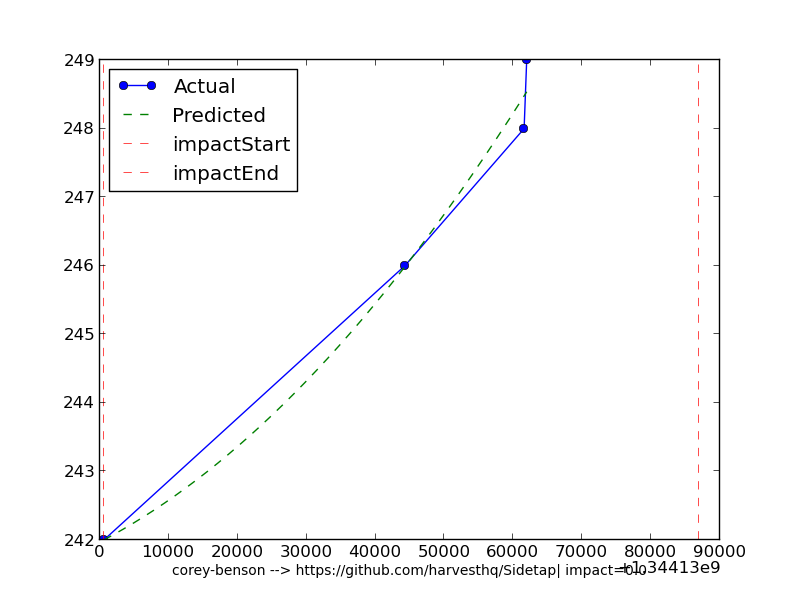 249
248
247
246
245
244
243
242
Actual
Predicted
impactStart
impactEnd
0 10000 20000 30000 40000 50000 60000 70000 80000 90000
+1.34413e9
corey-benson --> https://github.com/harvesthq/Sidetap| impact=0.0